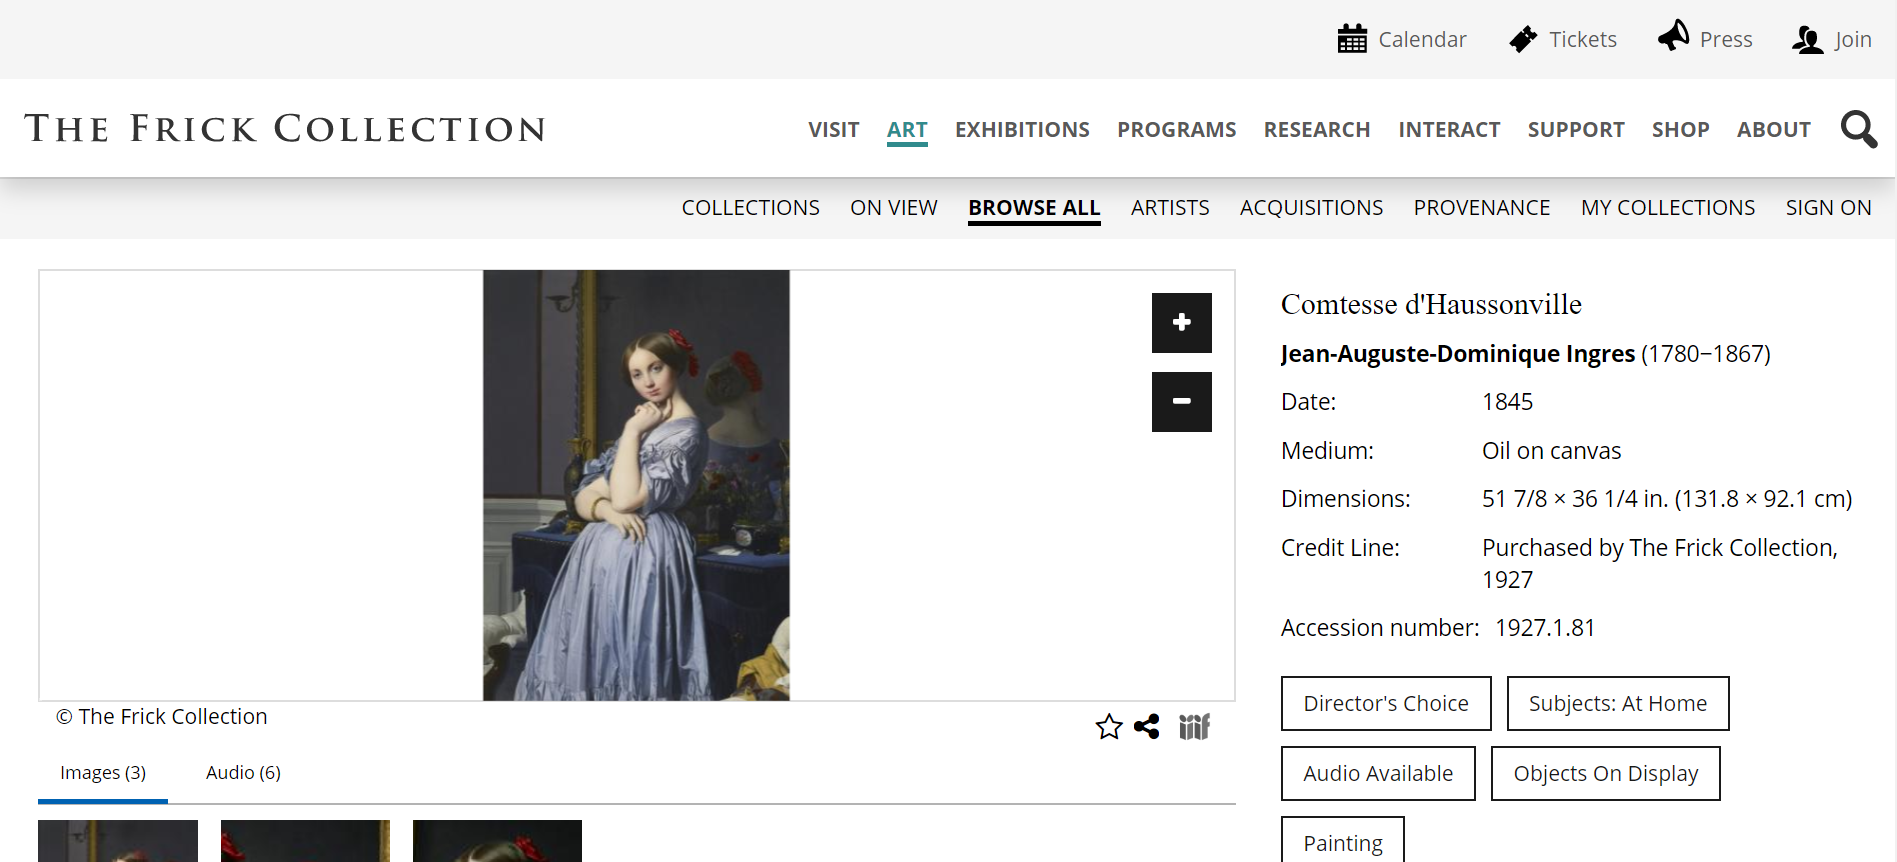 Calendar Tickets Press Join
THE FRICK COLLECTION
VISIT ART EXHIBITIONS PROGRAMS RESEARCH INTERACT SUPPORT SHOP ABOUT
COLLECTIONS ON VIEW BROWSE ALL ARTISTS ACQUISITIONS PROVENANCE MY COLLECTIONS SIGN ON
Comtesse d'Haussonville
Jean-Auguste-Dominique Ingres (1780–1867)
Date: 1845
Medium: Oil on canvas
Dimensions: 51 7/8 × 36 1/4 in. (131.8 × 92.1 cm)
Credit Line: Purchased by The Frick Collection,
1927
Accession number: 1927.1.81
Director's Choice Subjects: At Home
Audio Available Objects On Display
Painting
© The Frick Collection
iiif
Images (3) Audio (6)